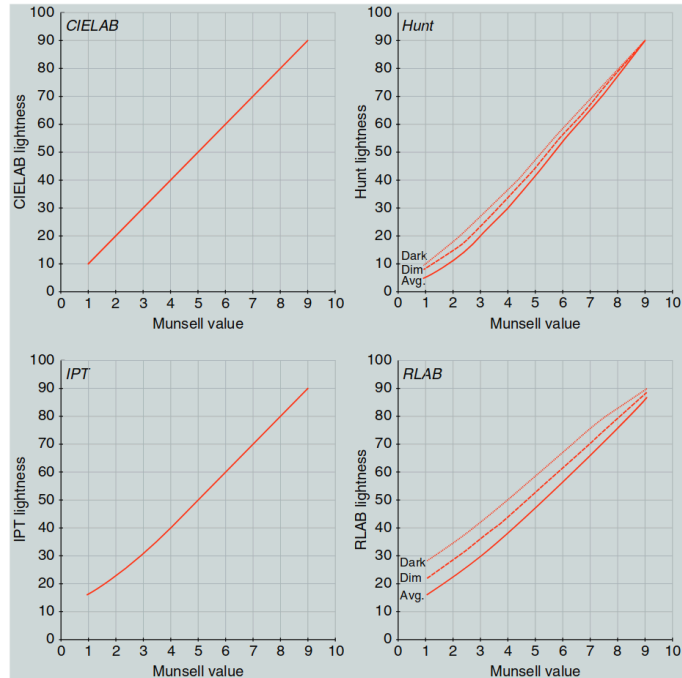 CIELAB
CIELAB lightness
100
90
80
70
60
50
40
30
20
10
0
0 1 2 3 4 5 6 7 8 9 10
Munsell value
Hunt
Hunt lightness
100
90
80
70
60
50
40
30
20
10
0
Dark
Dim
Avg.
0 1 2 3 4 5 6 7 8 9 10
Munsell value
IPT
IPT lightness
100
90
80
70
60
50
40
30
20
10
0
0 1 2 3 4 5 6 7 8 9 10
Munsell value
RLAB
RLAB lightness
100
90
80
70
60
50
40
30
20
10
0
Dark
Dim
Avg.
0 1 2 3 4 5 6 7 8 9 10
Munsell value